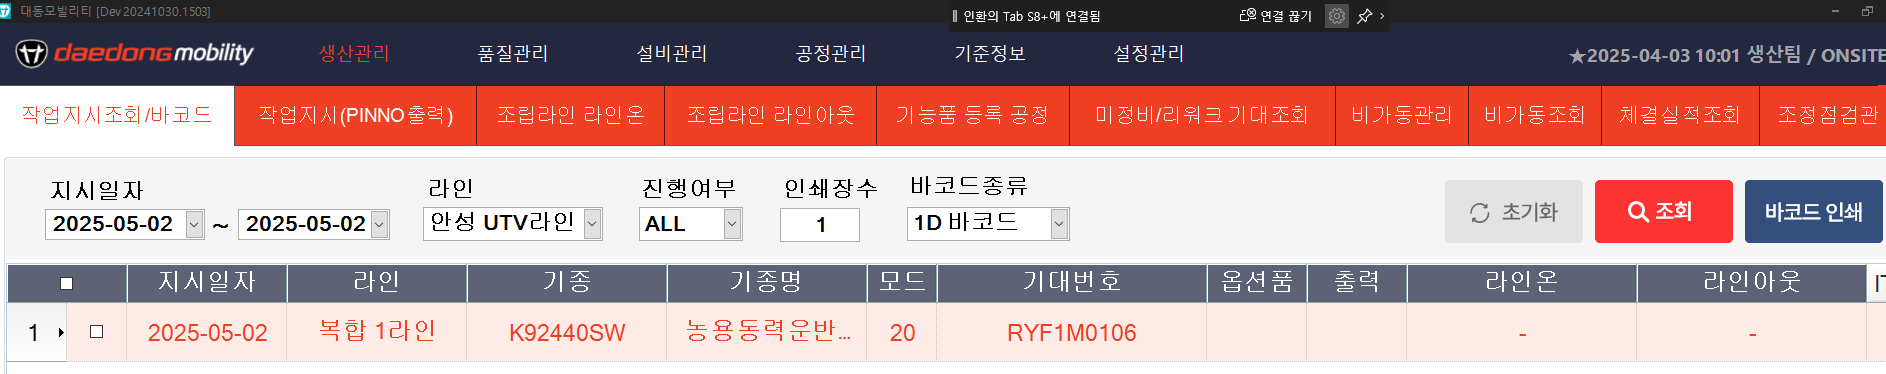 대동모빌리티 [Dev 20241030.1503]
인환의 Tab S8+에 연결됨 연결 끊기
daedong mobility 생산관리 품질관리 설비관리 공정관리 기준정보 설정관리 ★2025-04-03 10:01 생산팀 / ONSITE
작업지시조회/바코드 작업지시(PINNO출력) 조립라인 라인온 조립라인 라인아웃 기능품 등록 공정 미정비/리워크 기대조회 비가동관리 비가동조회 체결실적조회 조정점검관
지시일자 라인 진행여부 인쇄장수 바코드종류
2025-05-02 ~ 2025-05-02 안성 UTV라인 ALL 1 1D 바코드 초기화 조회 바코드 인쇄
지시일자 라인 기종 기종명 모드 기대번호 옵션품 출력 라인온 라인아웃
1 2025-05-02 복합 1라인 K92440SW 농용동력운반... 20 RYF1M0106 - -